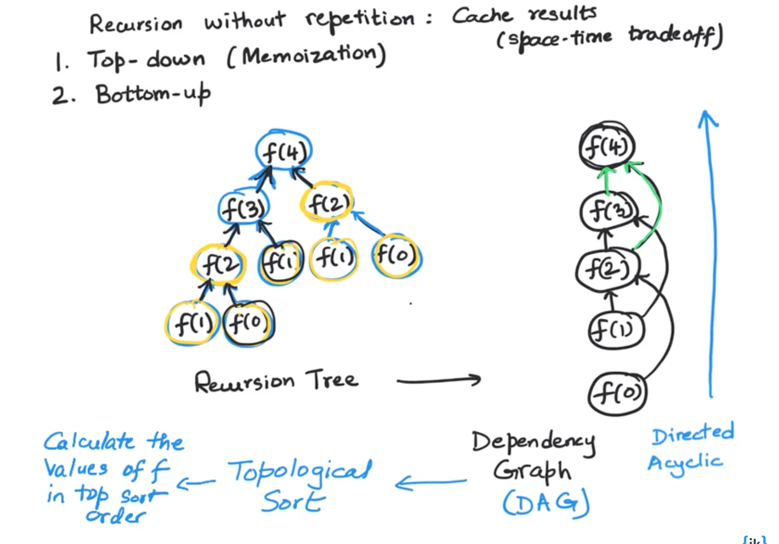 Recursion without repetition : Cache results
(space-time tradeoff)
1. Top-down (Memoization)
2. Bottom-up
f(4)
f(3) f(2)
f(2 f(1) f(1) f(0)
f(1) f(0)
f(4)
f(3)
f(2)
f(1)
f(0)
Recursion Tree
Directed
Acyclic
Dependency
Graph
(DAG)
Topological
Sort
Calculate the
values of f
in top sort
order
{ik}